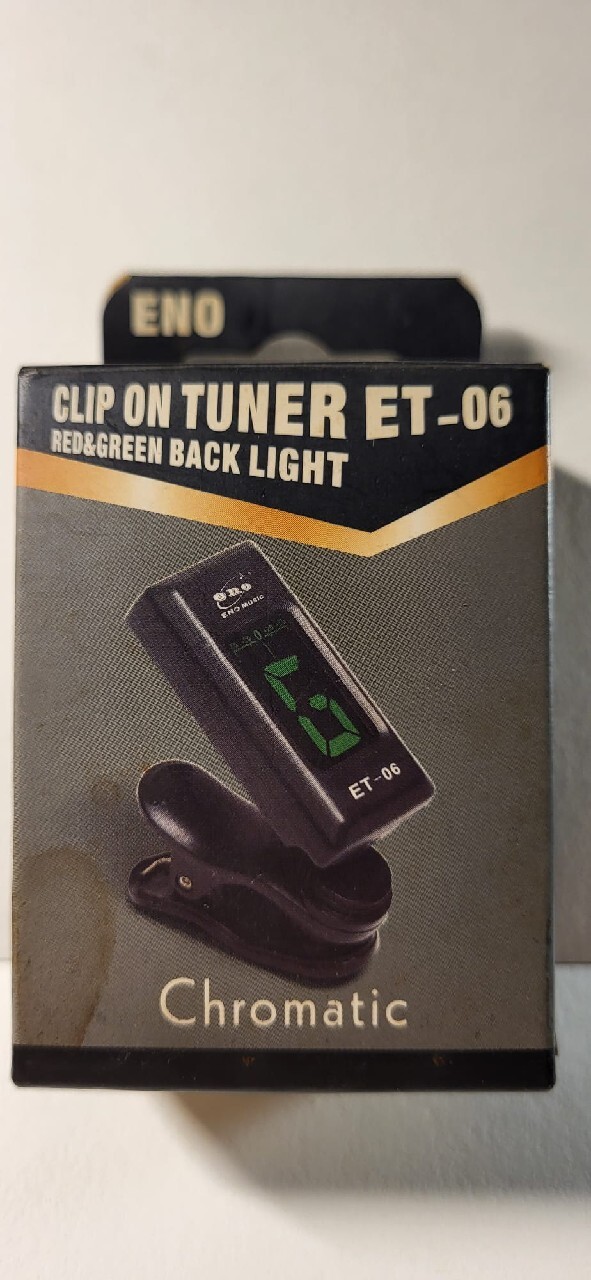 ENO
CLIP ON TUNER ET-06
RED&GREEN BACK LIGHT
eno
ENO Music
ET-06
Chromatic